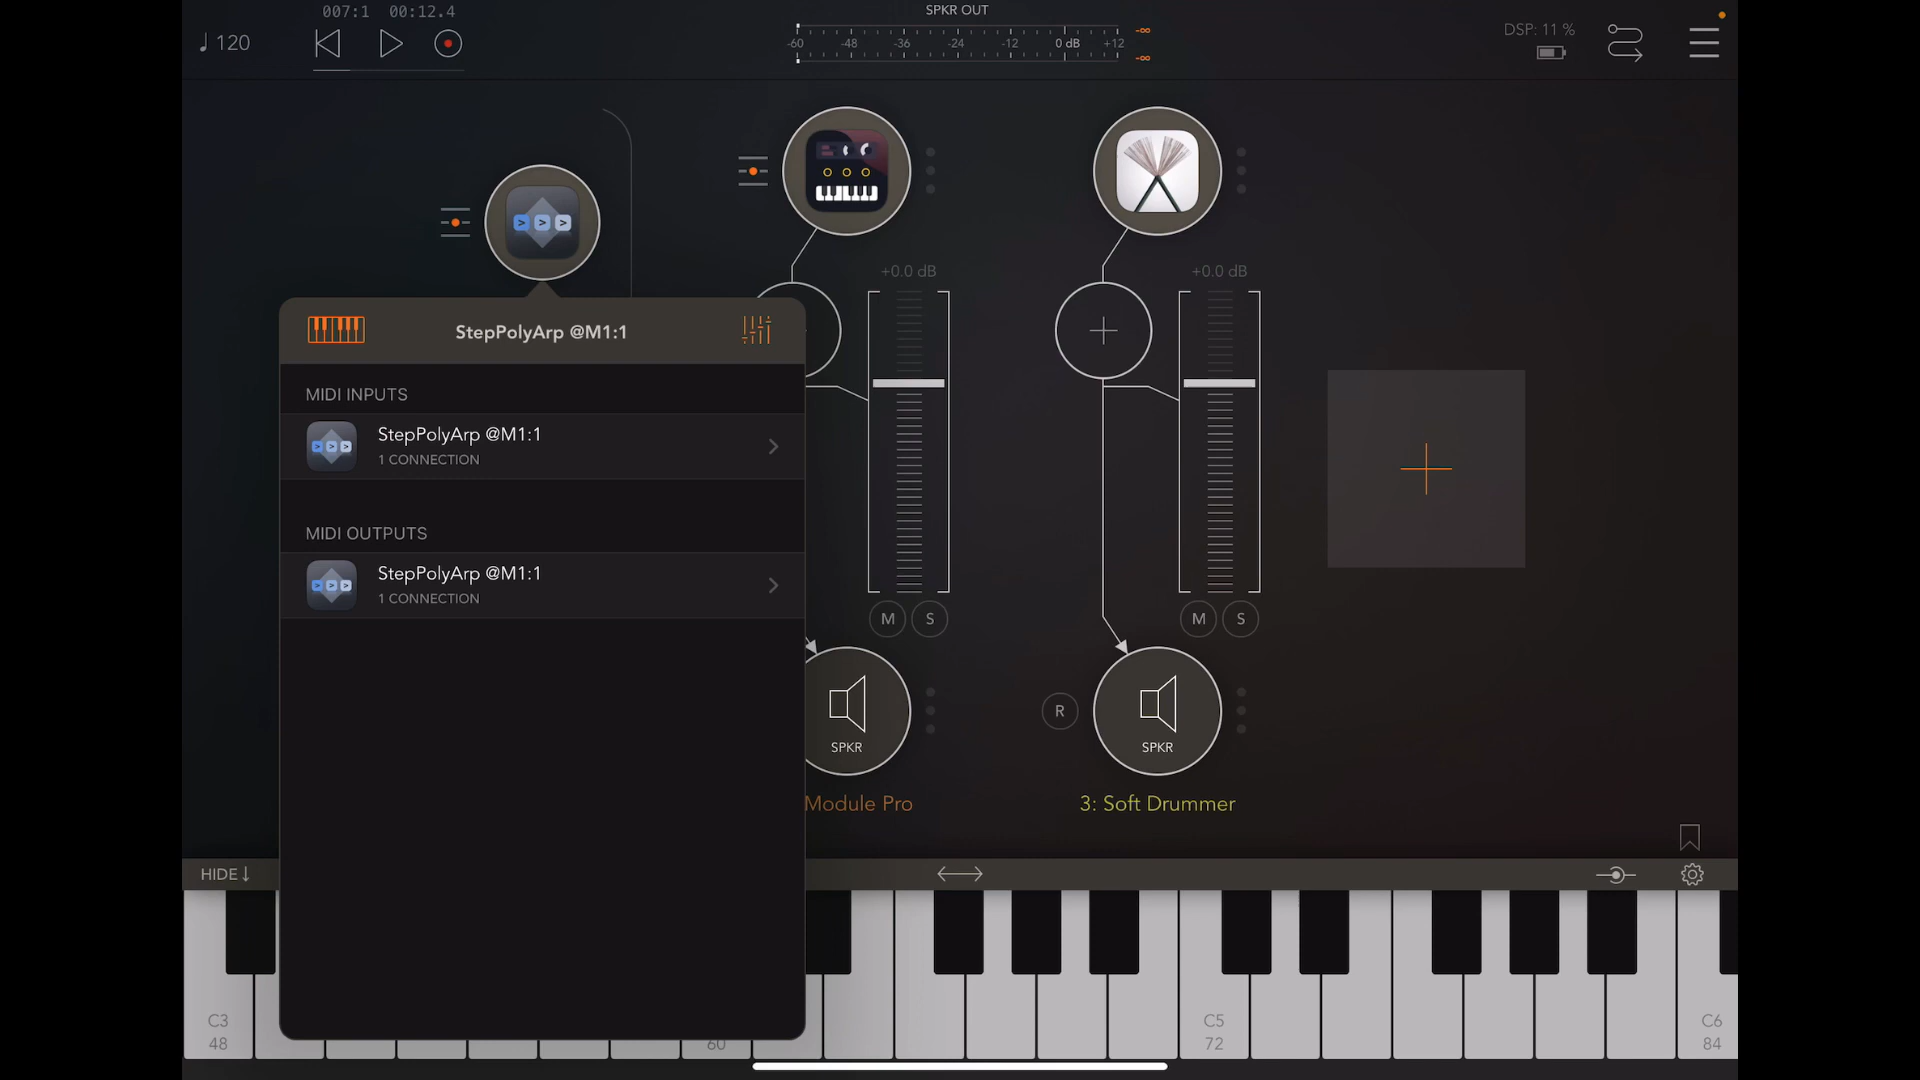 007:1 00:12.4
120
SPKR OUT
-60 -48 -36 -24 -12 0 dB +12
-∞
-∞
DSP: 11 %
+0.0 dB
+0.0 dB
StepPolyArp @M1:1
MIDI INPUTS
StepPolyArp @M1:1
1 CONNECTION
MIDI OUTPUTS
StepPolyArp @M1:1
1 CONNECTION
M S
M S
R
SPKR
SPKR
Module Pro
3: Soft Drummer
HIDE
C3
48
60
C5
72
C6
84